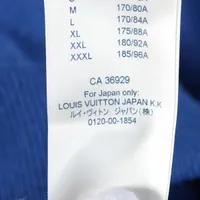 M 170/80A
L 170/84A
XL 175/88A
XXL 180/92A
XXXL 185/96A
CA 36929
For Japan only:
LOUIS VUITTON JAPAN K.K
ルイ・ヴィトン ジャパン(株)
0120-00-1854